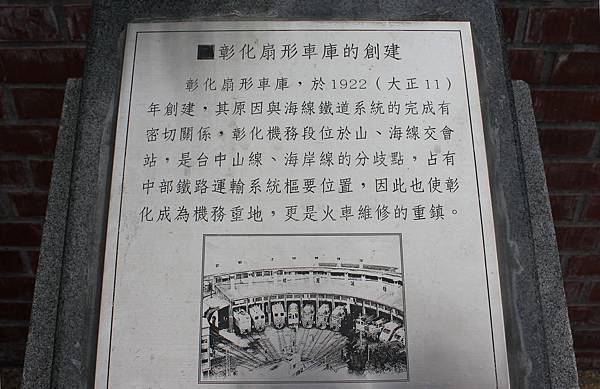 ■彰化扇形車庫的創建
彰化扇形車庫，於1922（大正11）
年創建，其原因與海線鐵道系統的完成有
密切關係，彰化機務段位於山、海線交會
站，是台中山線、海岸線的分歧點，占有
中部鐵路運輸系統樞要位置，因此也使彰
化成為機務重地，更是火車維修的重鎮。